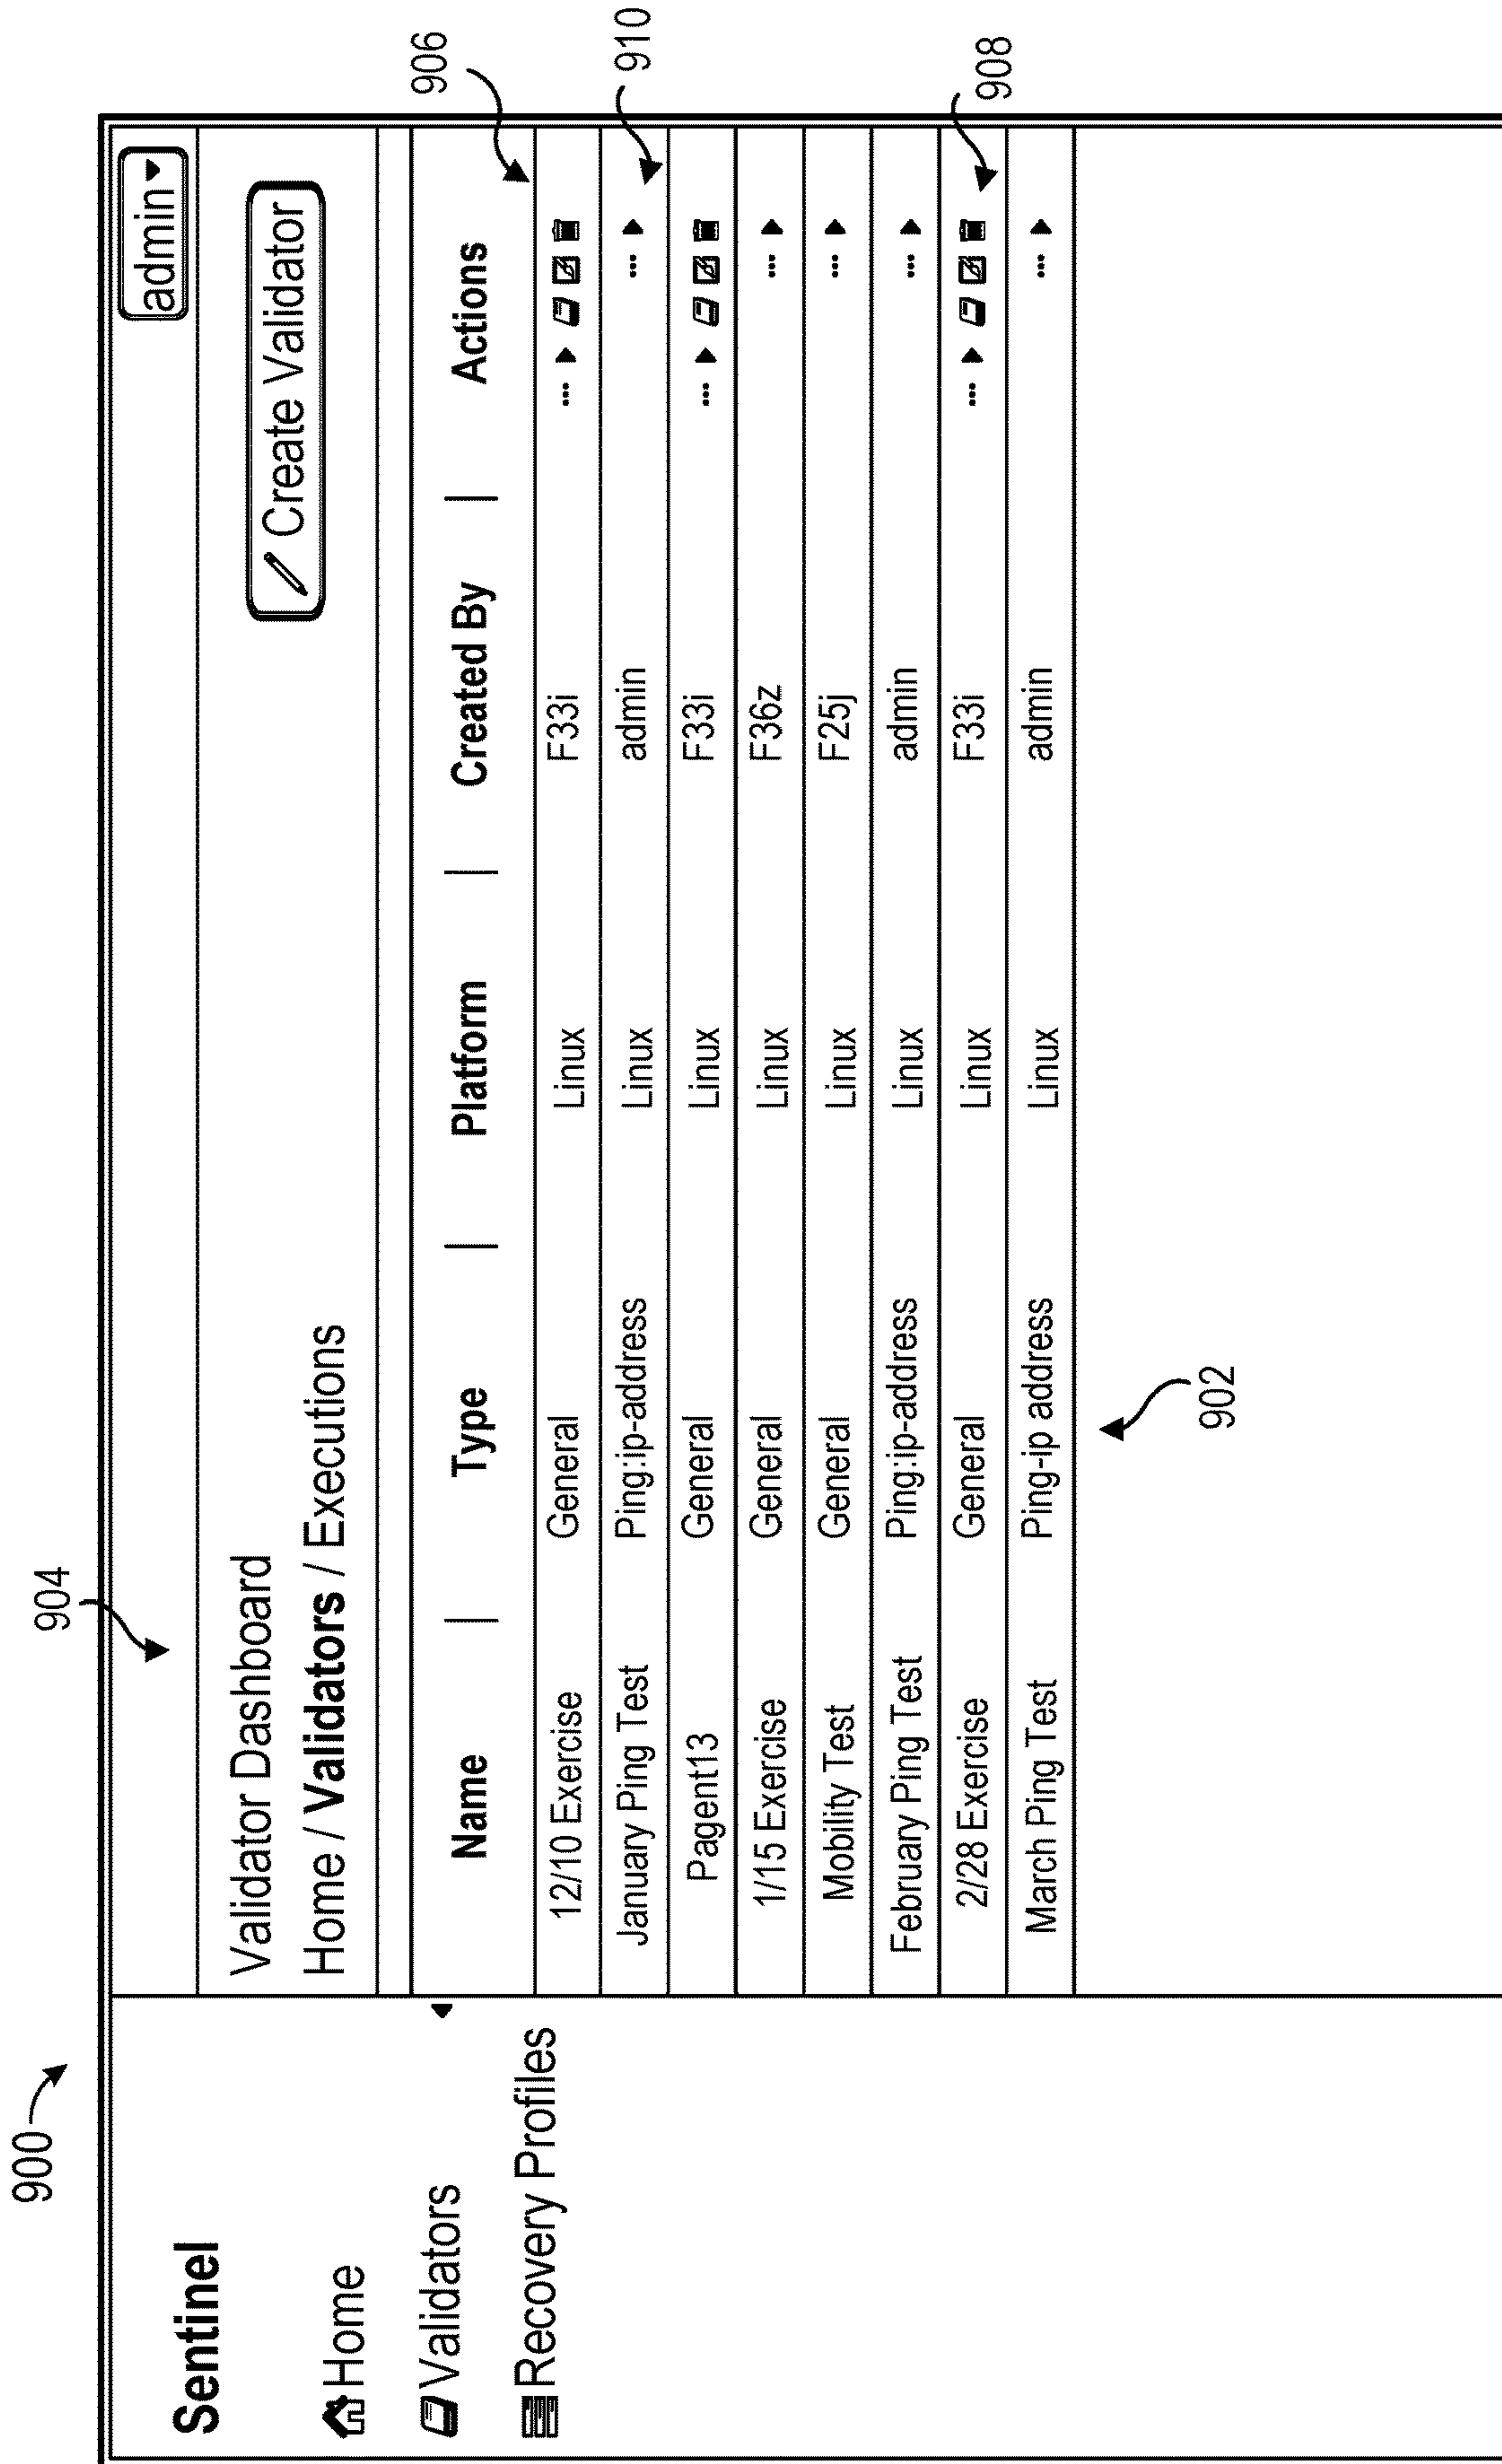 900
904
906
910
908
902
Sentinel
Home
Validators
Recovery Profiles
admin
Validator Dashboard
Create Validator
Home / Validators / Executions
Name | Type | Platform | Created By | Actions
12/10 Exercise General Linux F33i ...
January Ping Test Ping:ip-address Linux admin ...
Pagent13 General Linux F33i ...
1/15 Exercise General Linux F36z ...
Mobility Test General Linux F25j ...
February Ping Test Ping:ip-address Linux admin ...
2/28 Exercise General Linux F33i ...
March Ping Test Ping-ip address Linux admin ...